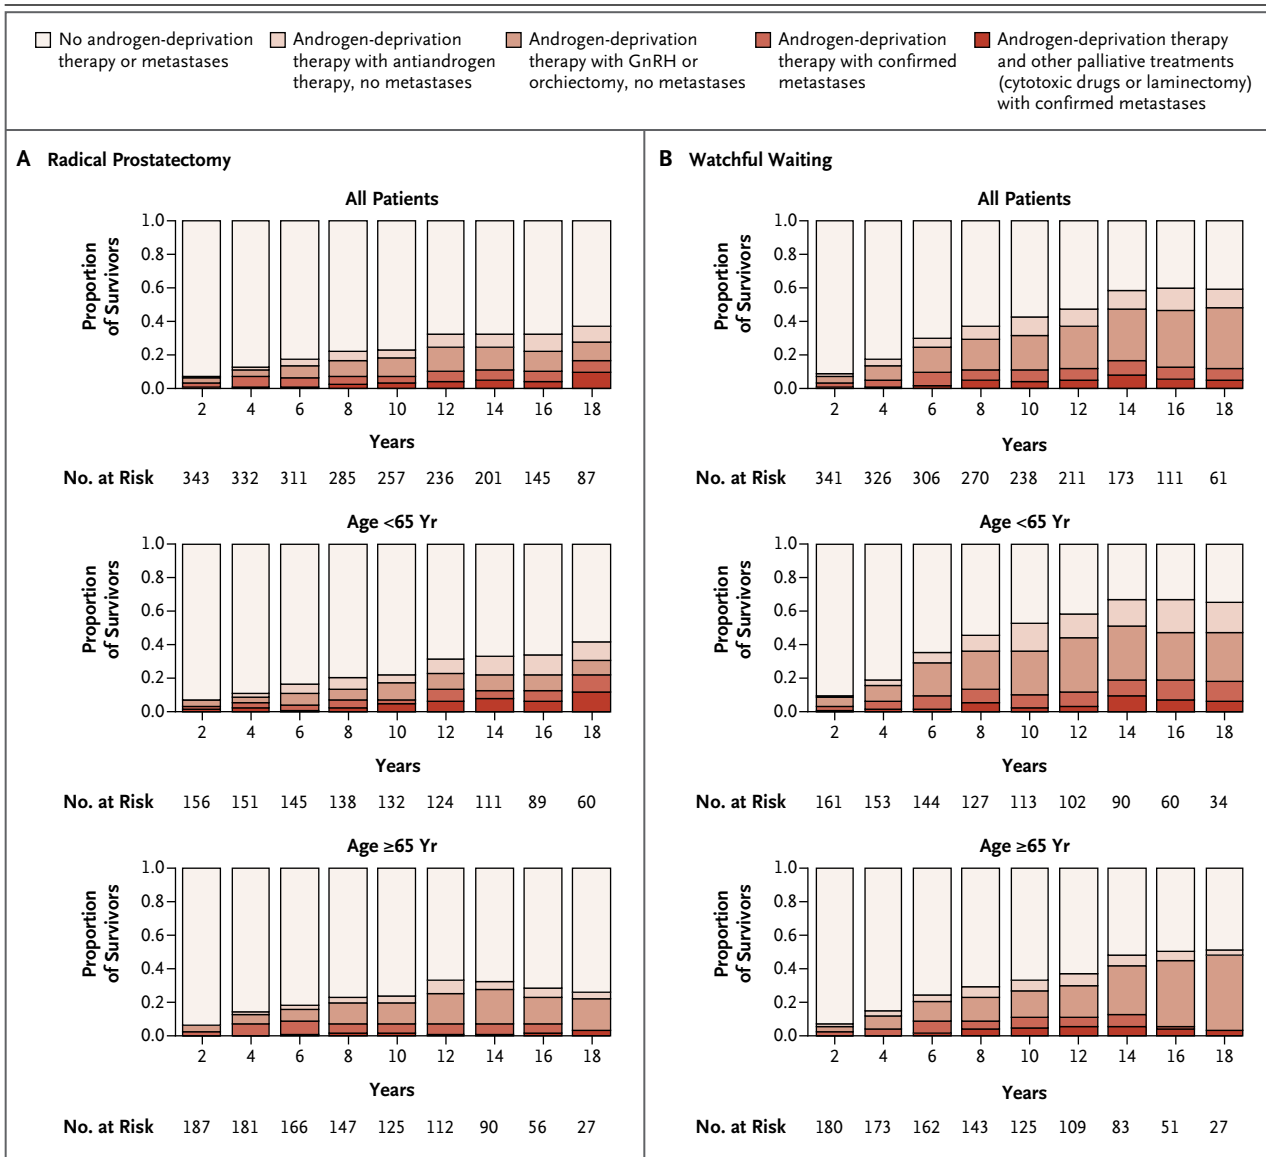 No androgen-deprivation
therapy or metastases
Androgen-deprivation
therapy with antiandrogen
therapy, no metastases
Androgen-deprivation
therapy with GnRH or
orchiectomy, no metastases
Androgen-deprivation
therapy with confirmed
metastases
Androgen-deprivation therapy
and other palliative treatments
(cytotoxic drugs or laminectomy)
with confirmed metastases
A Radical Prostatectomy
All Patients
Proportion
of Survivors
1.0
0.8
0.6
0.4
0.2
0.0
2 4 6 8 10 12 14 16 18
Years
No. at Risk 343 332 311 285 257 236 201 145 87
Age <65 Yr
Proportion
of Survivors
1.0
0.8
0.6
0.4
0.2
0.0
2 4 6 8 10 12 14 16 18
Years
No. at Risk 156 151 145 138 132 124 111 89 60
Age ≥65 Yr
Proportion
of Survivors
1.0
0.8
0.6
0.4
0.2
0.0
2 4 6 8 10 12 14 16 18
Years
No. at Risk 187 181 166 147 125 112 90 56 27
B Watchful Waiting
All Patients
Proportion
of Survivors
1.0
0.8
0.6
0.4
0.2
0.0
2 4 6 8 10 12 14 16 18
Years
No. at Risk 341 326 306 270 238 211 173 111 61
Age <65 Yr
Proportion
of Survivors
1.0
0.8
0.6
0.4
0.2
0.0
2 4 6 8 10 12 14 16 18
Years
No. at Risk 161 153 144 127 113 102 90 60 34
Age ≥65 Yr
Proportion
of Survivors
1.0
0.8
0.6
0.4
0.2
0.0
2 4 6 8 10 12 14 16 18
Years
No. at Risk 180 173 162 143 125 109 83 51 27